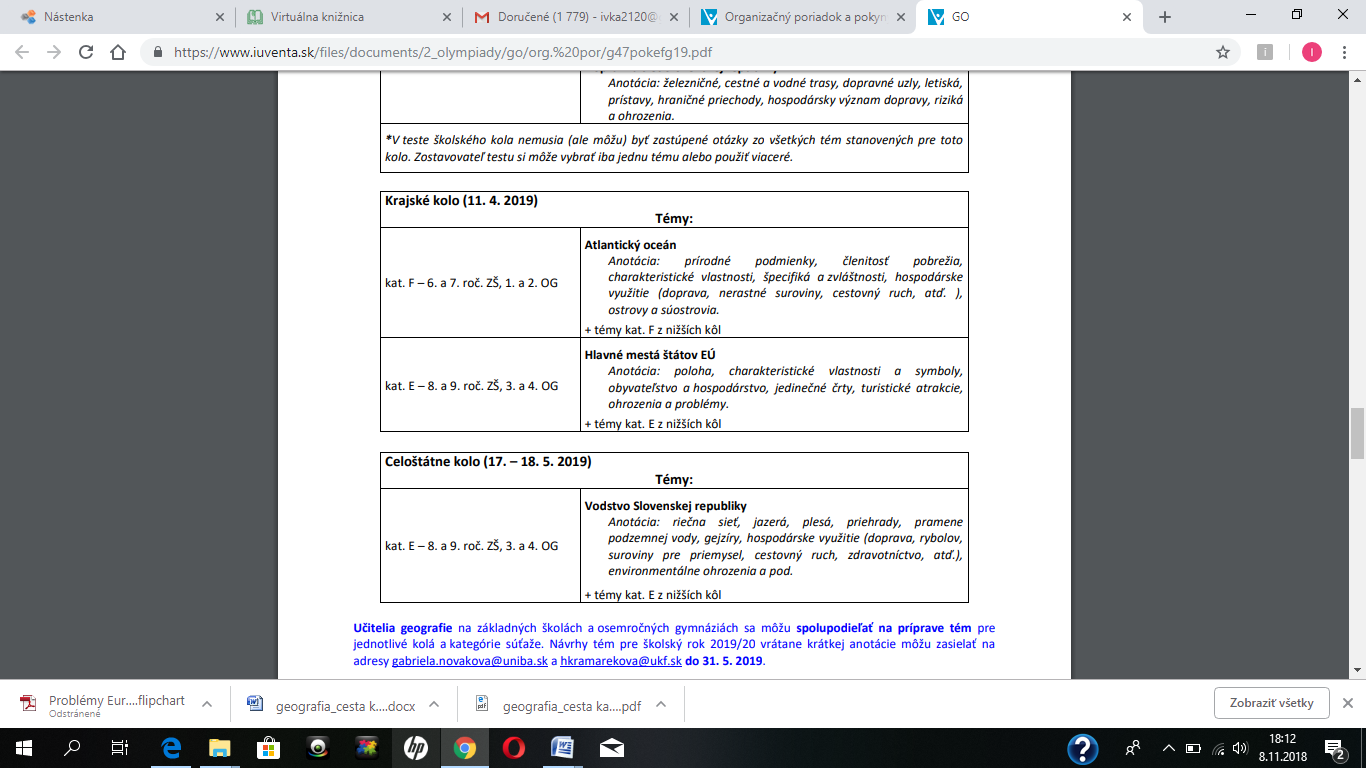 Nástenka
Virtuálna knižnica
Doručené (1 779) - ivka2120@
Organizačný poriadok a pokyn
GO
https://www.iuventa.sk/files/documents/2_olympiady/go/org.%20por/g47pokefg19.pdf
Anotácia: železničné, cestné a vodné trasy, dopravné uzly, letiská,
prístavy, hraničné priechody, hospodársky význam dopravy, riziká
a ohrozenia.
*V teste školského kola nemusia (ale môžu) byť zastúpené otázky zo všetkých tém stanovených pre toto
kolo. Zostavovateľ testu si môže vybrať iba jednu tému alebo použiť viaceré.
Krajské kolo (11. 4. 2019)
Témy:
kat. F – 6. a 7. roč. ZŠ, 1. a 2. OG
Atlantický oceán
Anotácia: prírodné podmienky, členitosť pobrežia,
charakteristické vlastnosti, špecifiká a zvláštnosti, hospodárske
využitie (doprava, nerastné suroviny, cestovný ruch, atď. ),
ostrovy a súostrovia.
+ témy kat. F z nižších kôl
kat. E – 8. a 9. roč. ZŠ, 3. a 4. OG
Hlavné mestá štátov EÚ
Anotácia: poloha, charakteristické vlastnosti a symboly,
obyvateľstvo a hospodárstvo, jedinečné črty, turistické atrakcie,
ohrozenia a problémy.
+ témy kat. E z nižších kôl
Celoštátne kolo (17. – 18. 5. 2019)
Témy:
kat. E – 8. a 9. roč. ZŠ, 3. a 4. OG
Vodstvo Slovenskej republiky
Anotácia: riečna sieť, jazerá, plesá, priehrady, pramene
podzemnej vody, gejzíry, hospodárske využitie (doprava, rybolov,
suroviny pre priemysel, cestovný ruch, zdravotníctvo, atď.),
environmentálne ohrozenia a pod.
+ témy kat. E z nižších kôl
Učitelia geografie na základných školách a osemročných gymnáziách sa môžu spolupodieľať na príprave tém pre
jednotlivé kolá a kategórie súťaže. Návrhy tém pre školský rok 2019/20 vrátane krátkej anotácie môžu zasielať na
adresy gabriela.novakova@uniba.sk a hkramarekova@ukf.sk do 31. 5. 2019.
Problémy Eur....flipchart
Odstránené
geografia_cesta k....docx
geografia_cesta ka....pdf
Zobraziť všetky
18:12
8.11.2018
2